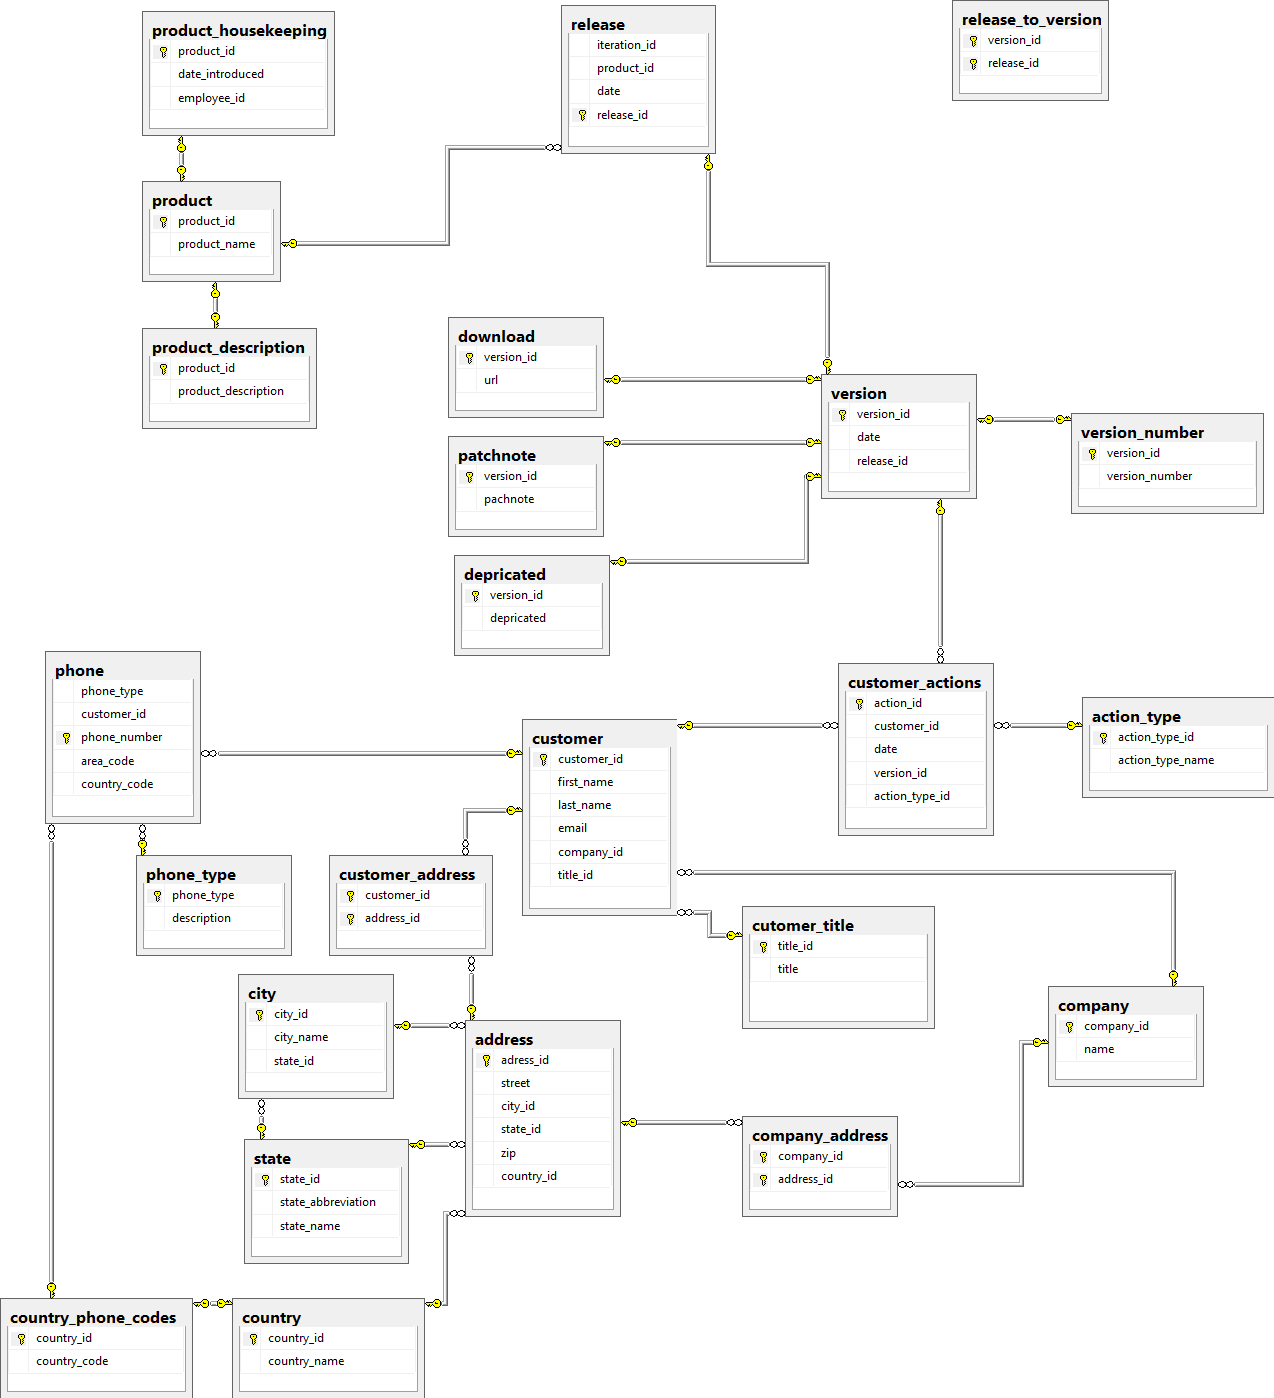 product_housekeeping
product_id
date_introduced
employee_id
release
iteration_id
product_id
date
release_id
release_to_version
version_id
release_id
product
product_id
product_name
product_description
product_id
product_description
download
version_id
url
version
version_id
date
release_id
version_number
version_id
version_number
patchnote
version_id
pachnote
depricated
version_id
depricated
phone
phone_type
customer_id
phone_number
area_code
country_code
customer
customer_id
first_name
last_name
email
company_id
title_id
customer_actions
action_id
customer_id
date
version_id
action_type_id
action_type
action_type_id
action_type_name
phone_type
phone_type
description
customer_address
customer_id
address_id
cutomer_title
title_id
title
city
city_id
city_name
state_id
address
adress_id
street
city_id
state_id
zip
country_id
company
company_id
name
company_address
company_id
address_id
state
state_id
state_abbreviation
state_name
country_phone_codes
country_id
country_code
country
country_id
country_name